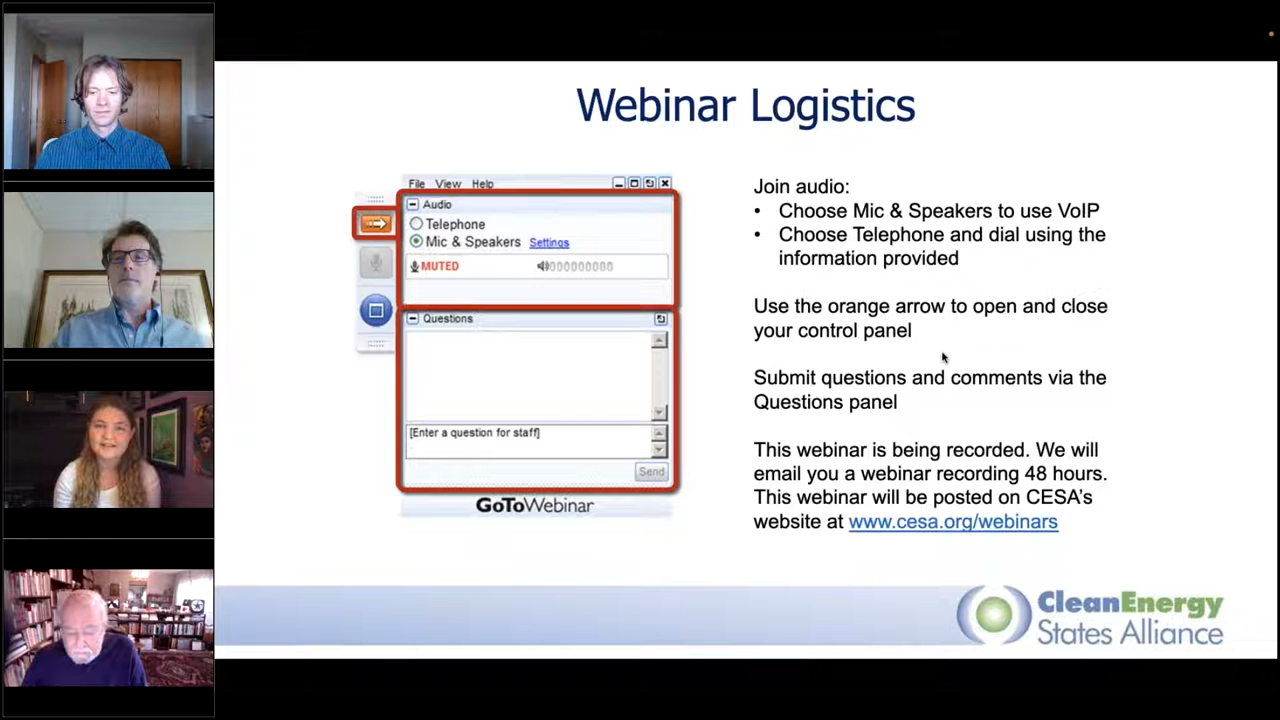 Webinar Logistics
File View Help
Audio
Telephone
Mic & Speakers Settings
MUTED
000000000
Questions
[Enter a question for staff]
Send
GoToWebinar
Join audio:
• Choose Mic & Speakers to use VoIP
• Choose Telephone and dial using the
information provided
Use the orange arrow to open and close
your control panel
Submit questions and comments via the
Questions panel
This webinar is being recorded. We will
email you a webinar recording 48 hours.
This webinar will be posted on CESA's
website at www.cesa.org/webinars
CleanEnergy
States Alliance